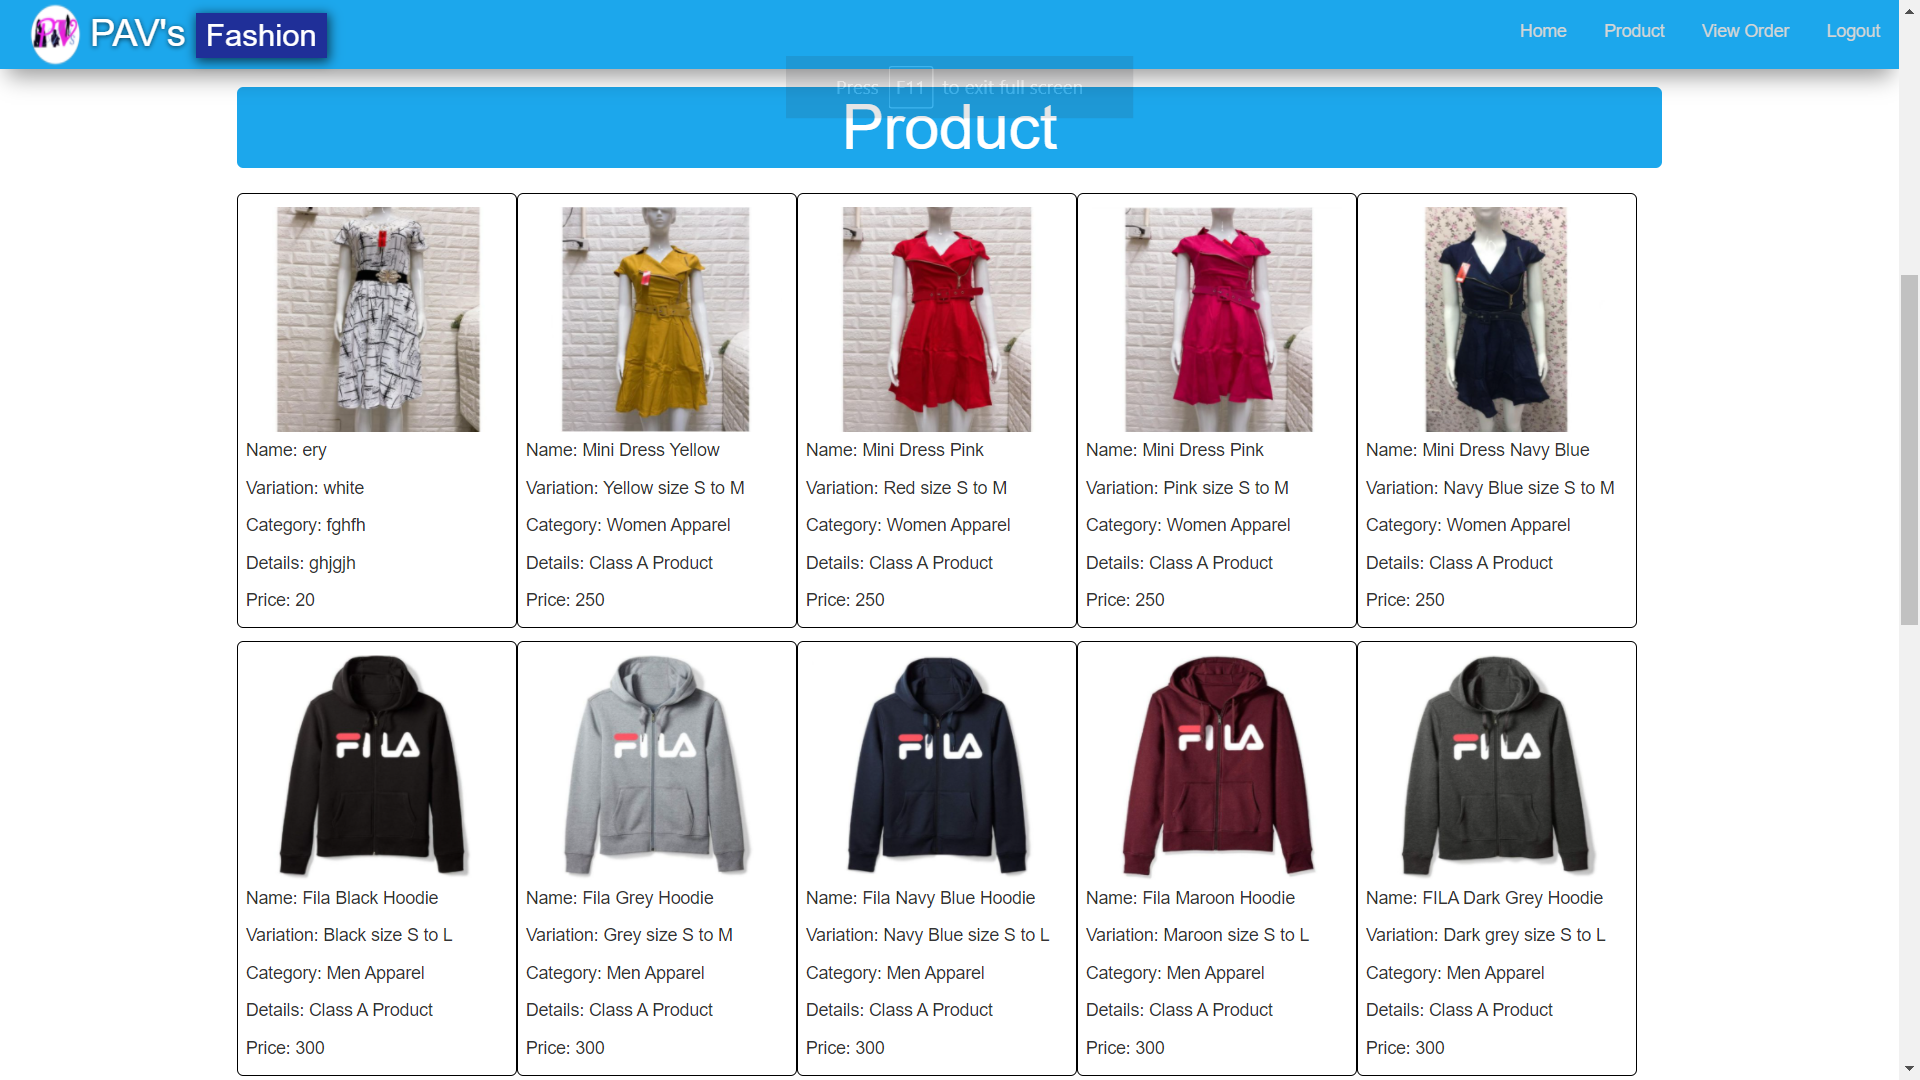 PAV's Fashion
Home Product View Order Logout
Press F11 to exit full screen
Product
Name: ery
Variation: white
Category: fghfh
Details: ghjgjh
Price: 20
Name: Mini Dress Yellow
Variation: Yellow size S to M
Category: Women Apparel
Details: Class A Product
Price: 250
Name: Mini Dress Pink
Variation: Red size S to M
Category: Women Apparel
Details: Class A Product
Price: 250
Name: Mini Dress Pink
Variation: Pink size S to M
Category: Women Apparel
Details: Class A Product
Price: 250
Name: Mini Dress Navy Blue
Variation: Navy Blue size S to M
Category: Women Apparel
Details: Class A Product
Price: 250
FILA
Name: Fila Black Hoodie
Variation: Black size S to L
Category: Men Apparel
Details: Class A Product
Price: 300
FILA
Name: Fila Grey Hoodie
Variation: Grey size S to M
Category: Men Apparel
Details: Class A Product
Price: 300
FILA
Name: Fila Navy Blue Hoodie
Variation: Navy Blue size S to L
Category: Men Apparel
Details: Class A Product
Price: 300
FILA
Name: Fila Maroon Hoodie
Variation: Maroon size S to L
Category: Men Apparel
Details: Class A Product
Price: 300
FILA
Name: FILA Dark Grey Hoodie
Variation: Dark grey size S to L
Category: Men Apparel
Details: Class A Product
Price: 300